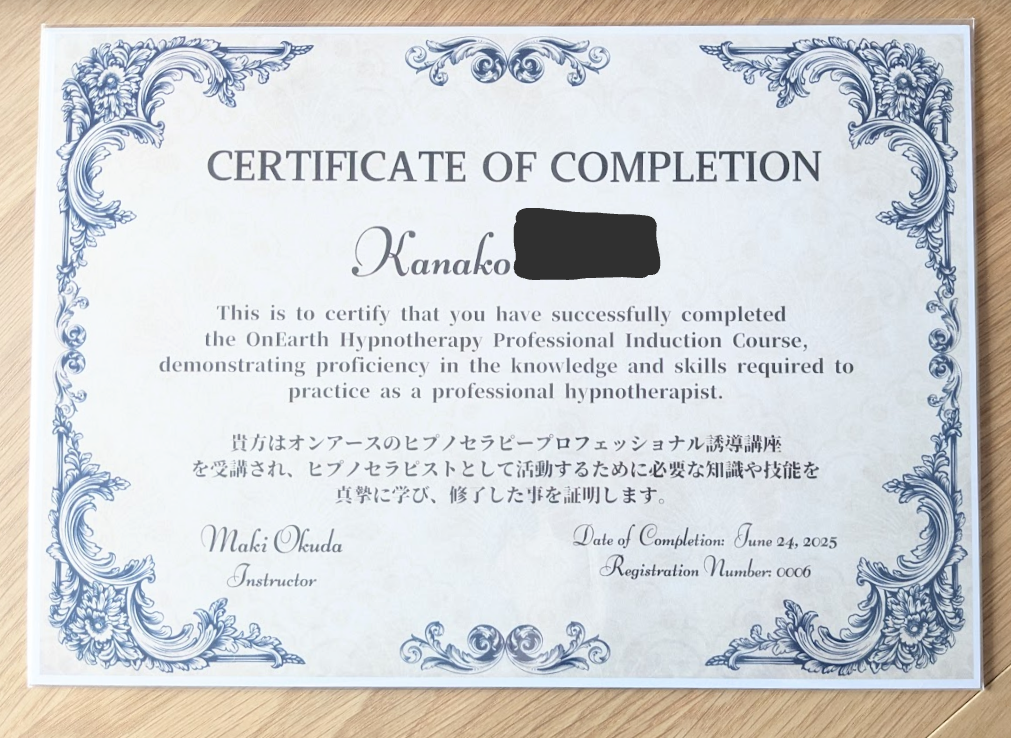 CERTIFICATE OF COMPLETION
Kanako
This is to certify that you have successfully completed
the OnEarth Hypnotherapy Professional Induction Course,
demonstrating proficiency in the knowledge and skills required to
practice as a professional hypnotherapist.
貴方はオンアースのヒプノセラピープロフェッショナル誘導講座
を受講され、ヒプノセラピストとして活動するために必要な知識や技能を
真摯に学び、修了した事を証明します。
Maki Okuda
Instructor
Date of Completion: June 24, 2025
Registration Number: 0006